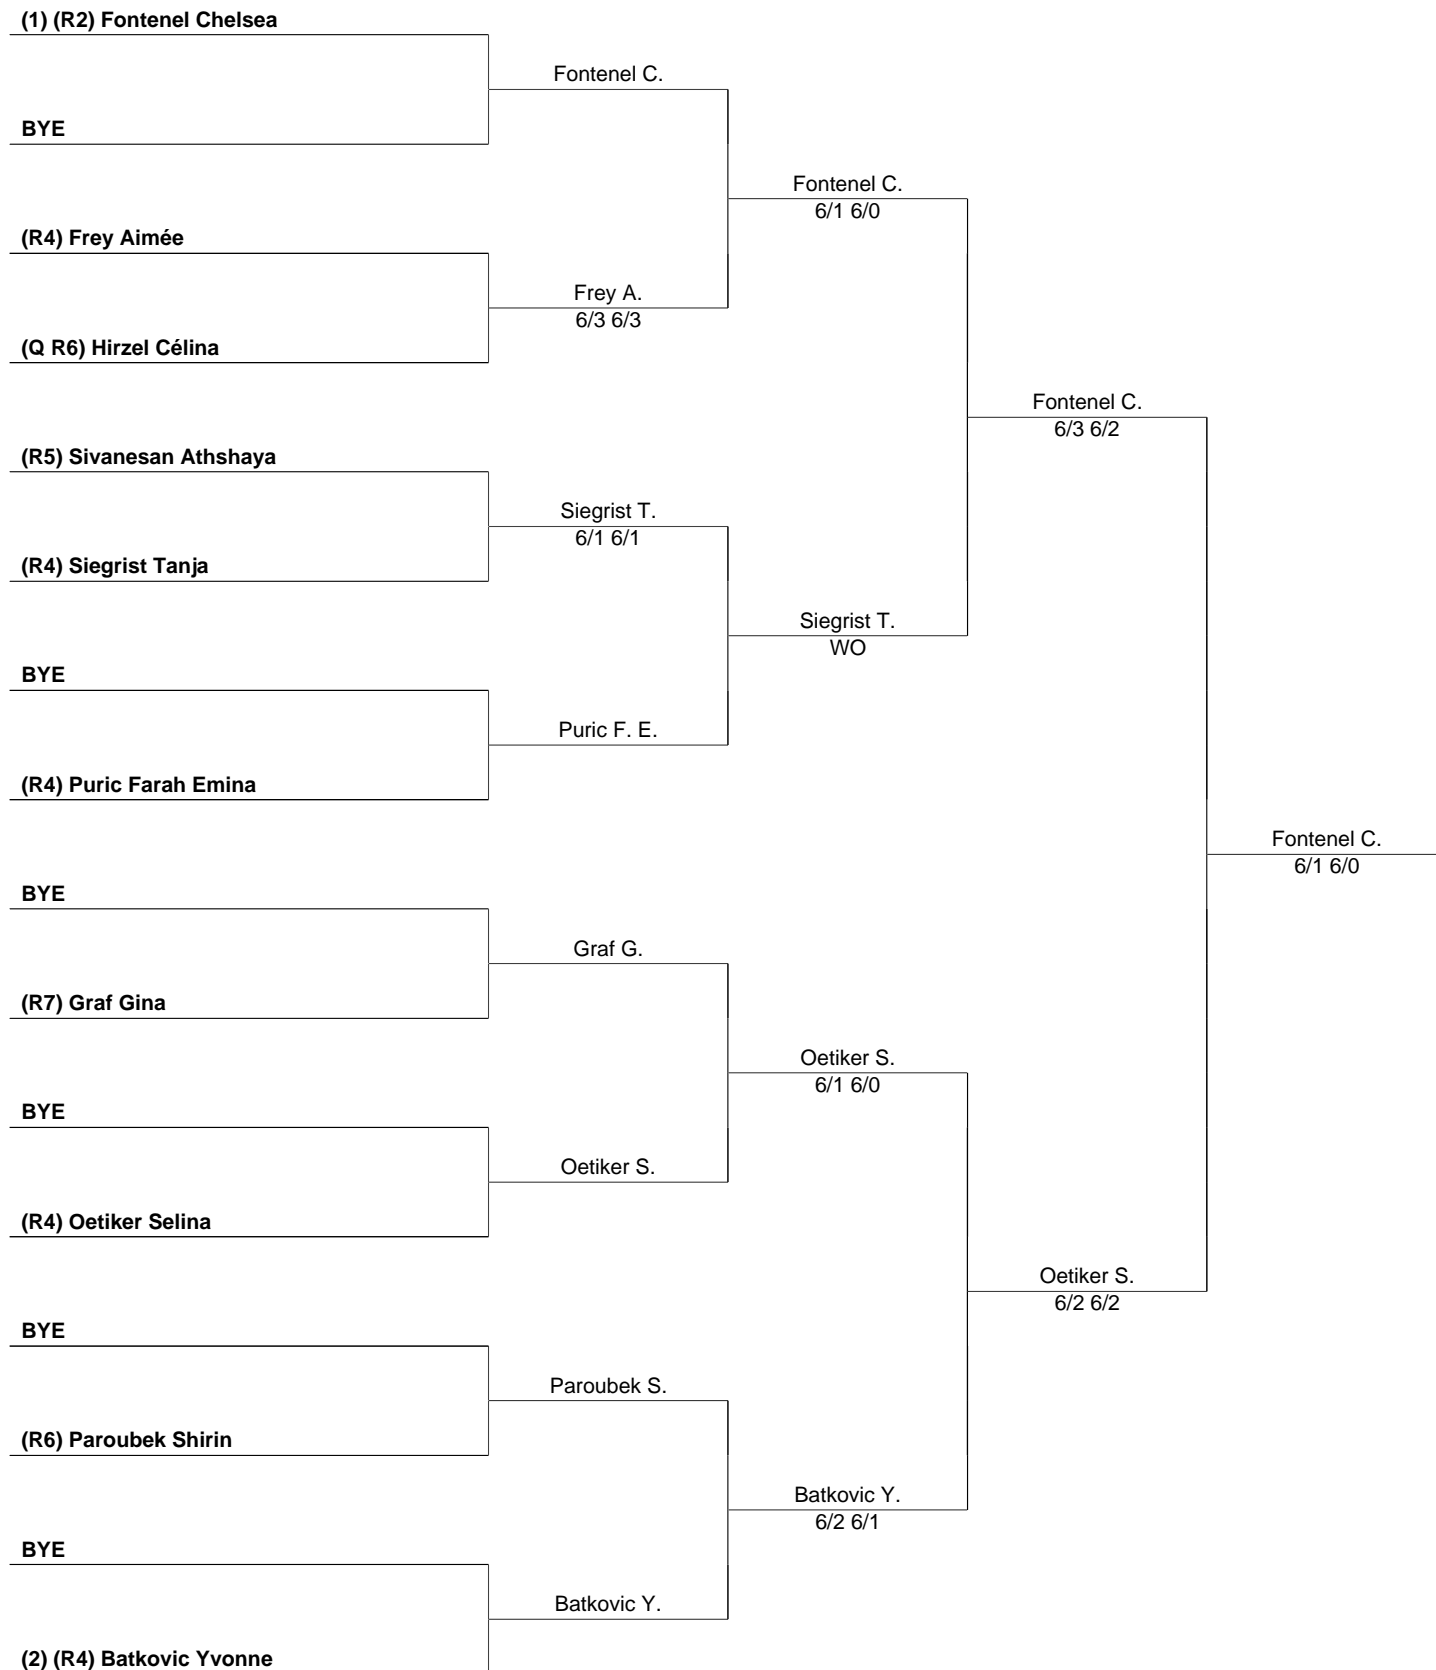 (1) (R2) Fontenel Chelsea
Fontenel C.
BYE
Fontenel C.
6/1 6/0
(R4) Frey Aimée
Frey A.
6/3 6/3
(Q R6) Hirzel Célina
Fontenel C.
6/3 6/2
(R5) Sivanesan Athshaya
Siegrist T.
6/1 6/1
(R4) Siegrist Tanja
Siegrist T.
WO
BYE
Puric F. E.
(R4) Puric Farah Emina
Fontenel C.
6/1 6/0
BYE
Graf G.
(R7) Graf Gina
Oetiker S.
6/1 6/0
BYE
Oetiker S.
(R4) Oetiker Selina
Oetiker S.
6/2 6/2
BYE
Paroubek S.
(R6) Paroubek Shirin
Batkovic Y.
6/2 6/1
BYE
Batkovic Y.
(2) (R4) Batkovic Yvonne